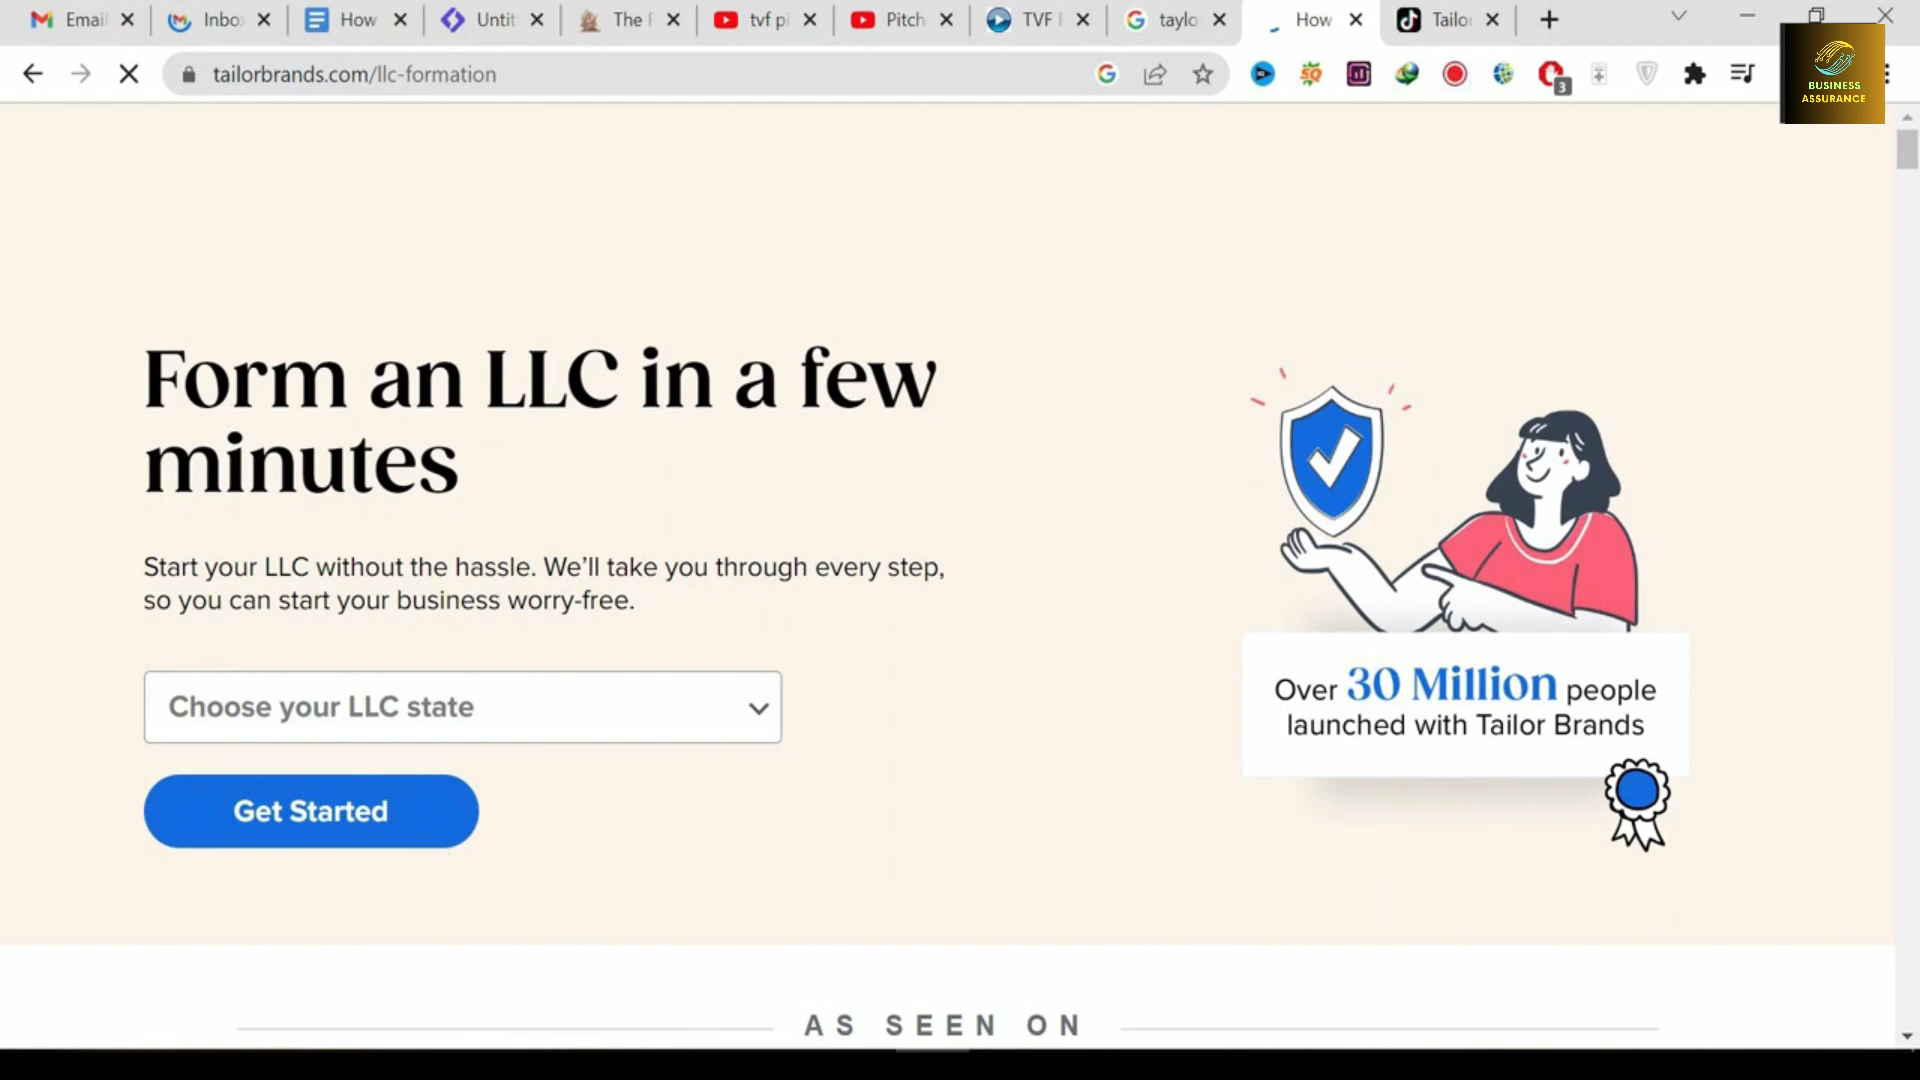 Email
Inbo
How
Untit
The F
tvf pi
Pitch
TVF
taylo
How
Tailor
tailorbrands.com/llc-formation
3
BUSINESS
ASSURANCE
Form an LLC in a few
minutes
Start your LLC without the hassle. We’ll take you through every step,
so you can start your business worry-free.
Choose your LLC state
Get Started
Over 30 Million people
launched with Tailor Brands
AS SEEN ON